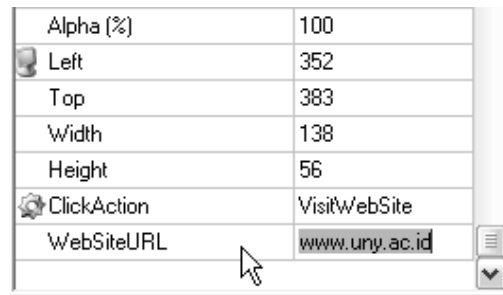 Alpha (%) 100
Left 352
Top 383
Width 138
Height 56
ClickAction VisitWebSite
WebSiteURL www.uny.ac.id